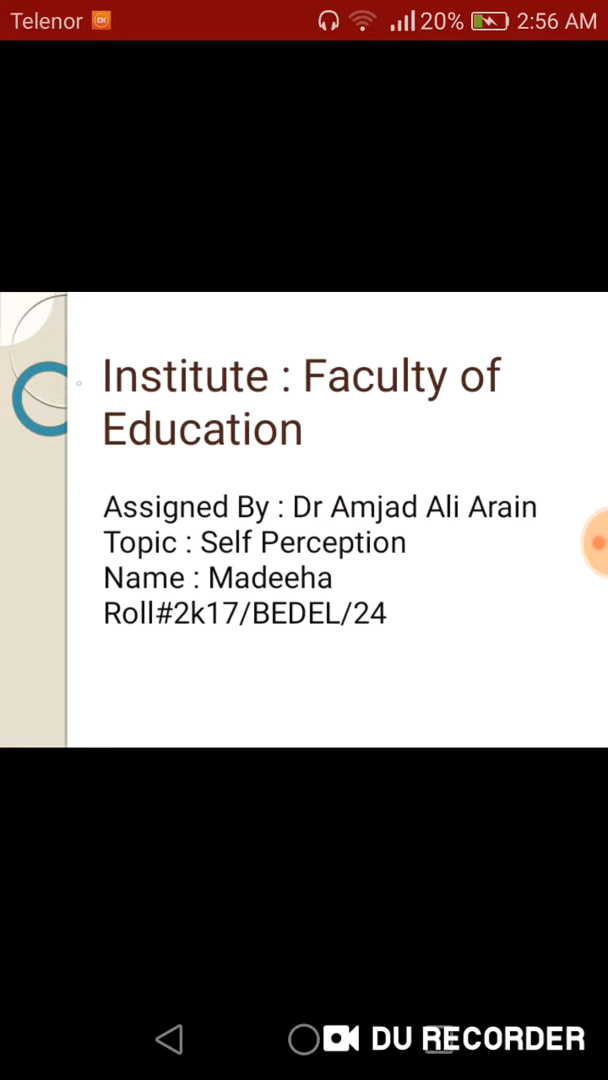 Telenor 20% 2:56 AM
Institute : Faculty of
Education
Assigned By : Dr Amjad Ali Arain
Topic : Self Perception
Name : Madeeha
Roll#2k17/BEDEL/24
DU RECORDER